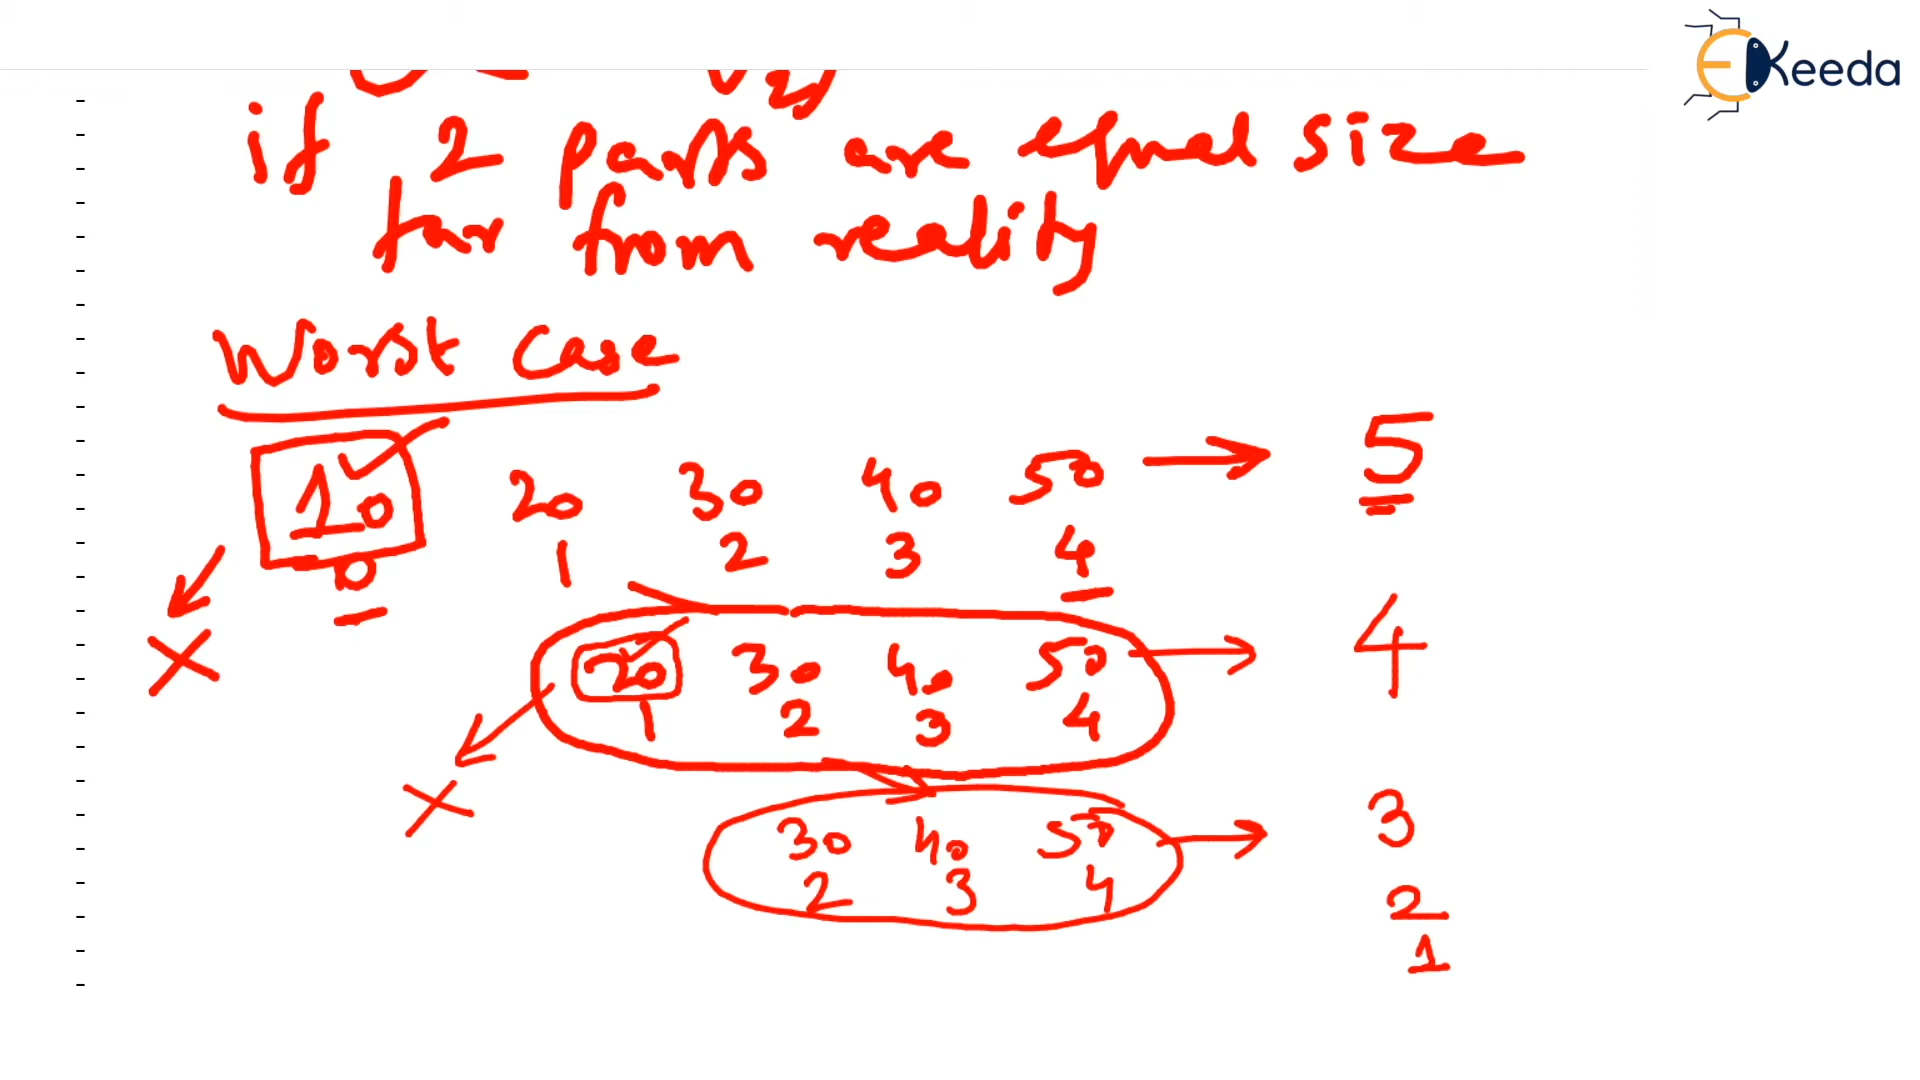 EKeeda
if 2 parts are equal size
far from reality
Worst Case
10 20 30 40 50 → 5
0 1 2 3 4
X
20 30 40 50 → 4
1 2 3 4
X
30 40 50 → 3
2 3 4
2
1